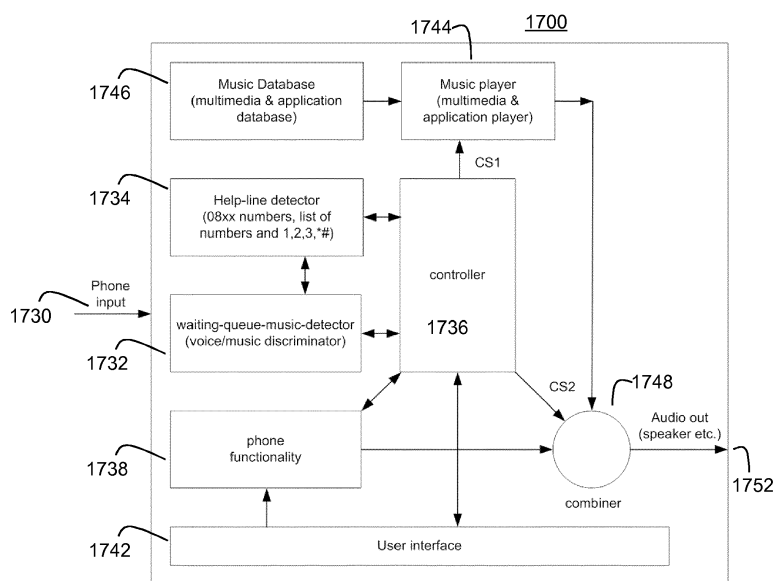 1744
1700
1746
Music Database
(multimedia & application
database)
Music player
(multimedia &
application player)
CS1
1734
Help-line detector
(08xx numbers, list of
numbers and 1,2,3,*#)
controller
1736
Phone
input
1730
waiting-queue-music-detector
(voice/music discriminator)
1732
CS2
1748
Audio out
(speaker etc.)
1752
phone
functionality
1738
combiner
1742
User interface